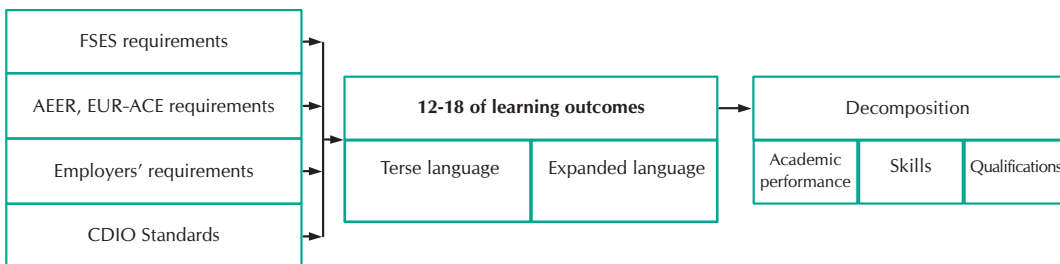 FSES requirements
AEER, EUR-ACE requirements
Employers’ requirements
CDIO Standards
12-18 of learning outcomes
Terse language
Expanded language
Decomposition
Academic
performance
Skills
Qualifications